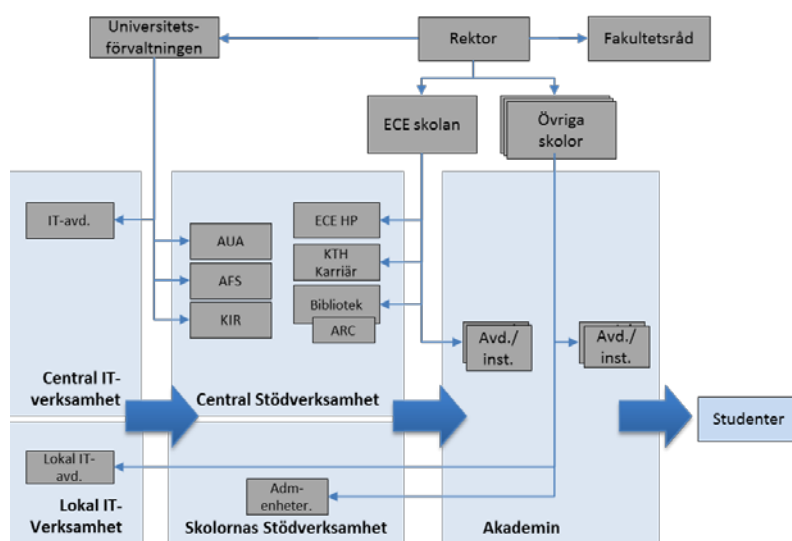 Universitets-
förvaltningen
Rektor
Fakultetsråd
ECE skolan
Övriga
skolor
IT-avd.
AUA
AFS
KIR
ECE HP
KTH
Karriär
Bibliotek
ARC
Avd./
inst.
Avd./
inst.
Central IT-
verksamhet
Central Stödverksamhet
Studenter
Lokal IT-
avd.
Adm-
enheter.
Lokal IT-
Verksamhet
Skolornas Stödverksamhet
Akademin